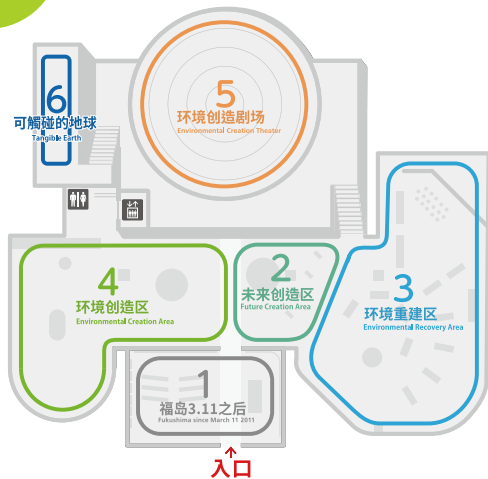 6
可觸碰的地球
Tangible Earth
5
环境创造剧场
Environmental Creation Theater
4
环境创造区
Environmental Creation Area
2
未来创造区
Future Creation Area
3
环境重建区
Environmental Recovery Area
1
福岛3.11之后
Fukushima since March 11 2011
入口